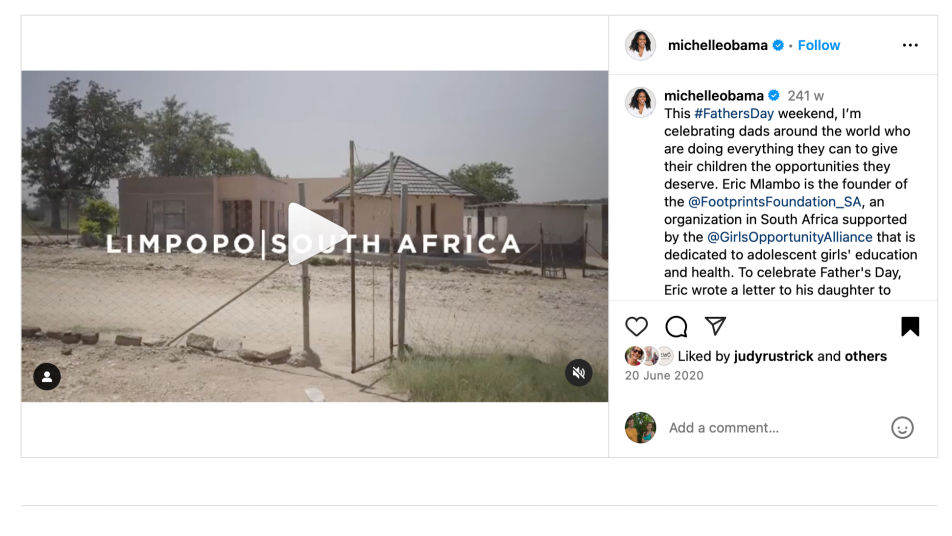 michelleobama • Follow
michelleobama 241 w
This #FathersDay weekend, I’m
celebrating dads around the world who
are doing everything they can to give
their children the opportunities they
deserve. Eric Mlambo is the founder of
the @FootprintsFoundation_SA, an
organization in South Africa supported
by the @GirlsOpportunityAlliance that is
dedicated to adolescent girls' education
and health. To celebrate Father's Day,
Eric wrote a letter to his daughter to
LIMPOPO|SOUTH AFRICA
Liked by judyrustrick and others
20 June 2020
Add a comment...